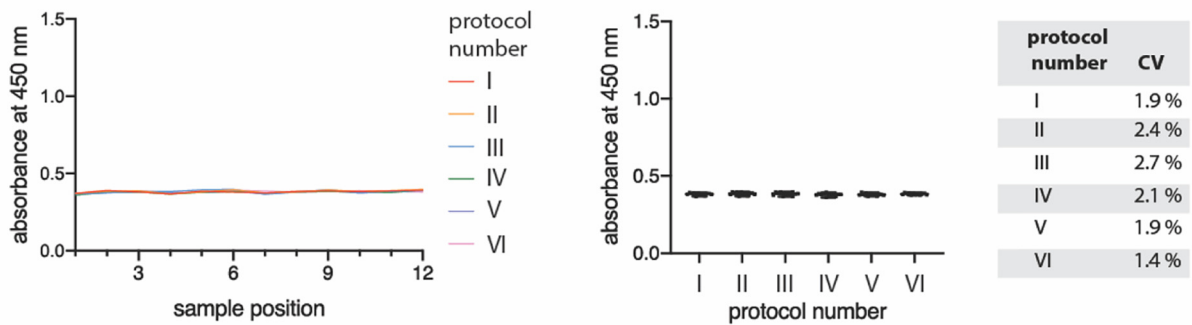 absorbance at 450 nm
1.5
1.0
0.5
0.0
3 6 9 12
sample position
protocol
number
I
II
III
IV
V
VI
absorbance at 450 nm
1.5
1.0
0.5
0.0
I II III IV V VI
protocol number
protocol
number CV
I 1.9 %
II 2.4 %
III 2.7 %
IV 2.1 %
V 1.9 %
VI 1.4 %